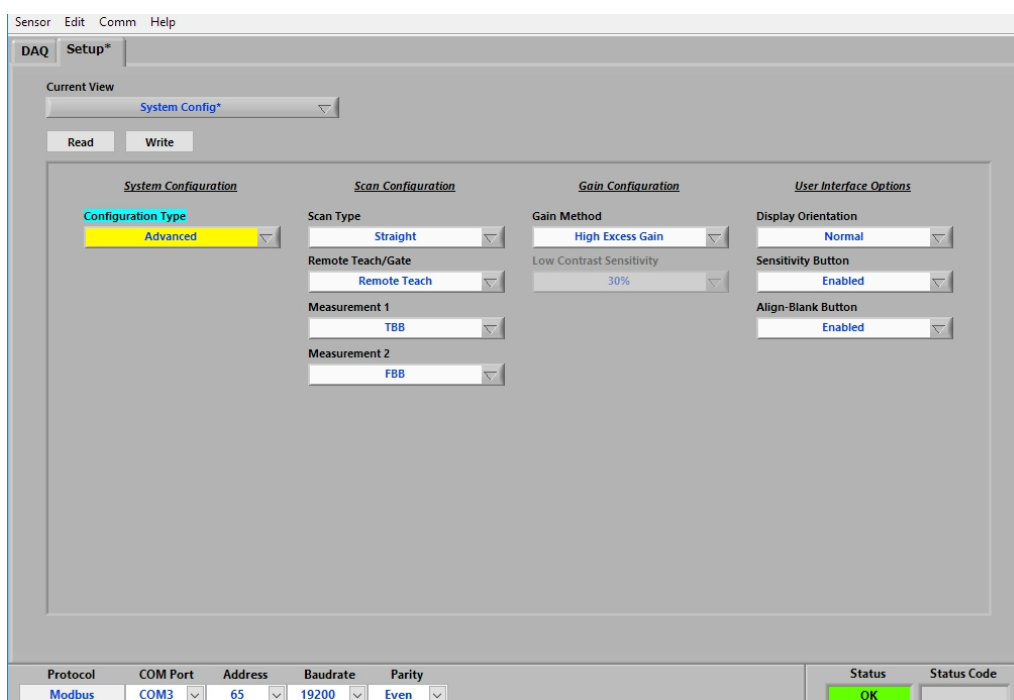 Sensor Edit Comm Help
DAQ Setup*
Current View
System Config*
Read Write
System Configuration
Configuration Type
Advanced
Scan Configuration
Scan Type
Straight
Remote Teach/Gate
Remote Teach
Measurement 1
TBB
Measurement 2
FBB
Gain Configuration
Gain Method
High Excess Gain
Low Contrast Sensitivity
30%
User Interface Options
Display Orientation
Normal
Sensitivity Button
Enabled
Align-Blank Button
Enabled
Protocol COM Port Address Baudrate Parity Status Status Code
Modbus COM3 65 19200 Even OK